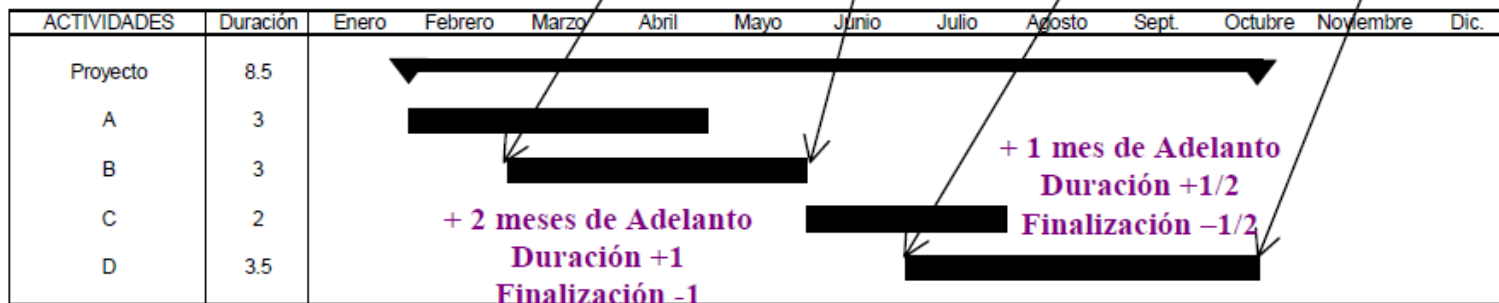 ACTIVIDADES Duración Enero Febrero Marzo Abril Mayo Junio Julio Agosto Sept. Octubre Noviembre Dic.
Proyecto 8.5
A 3
B 3
+ 1 mes de Adelanto
Duración +1/2
C 2
+ 2 meses de Adelanto
Finalización –1/2
Duración +1
D 3.5
Finalización -1